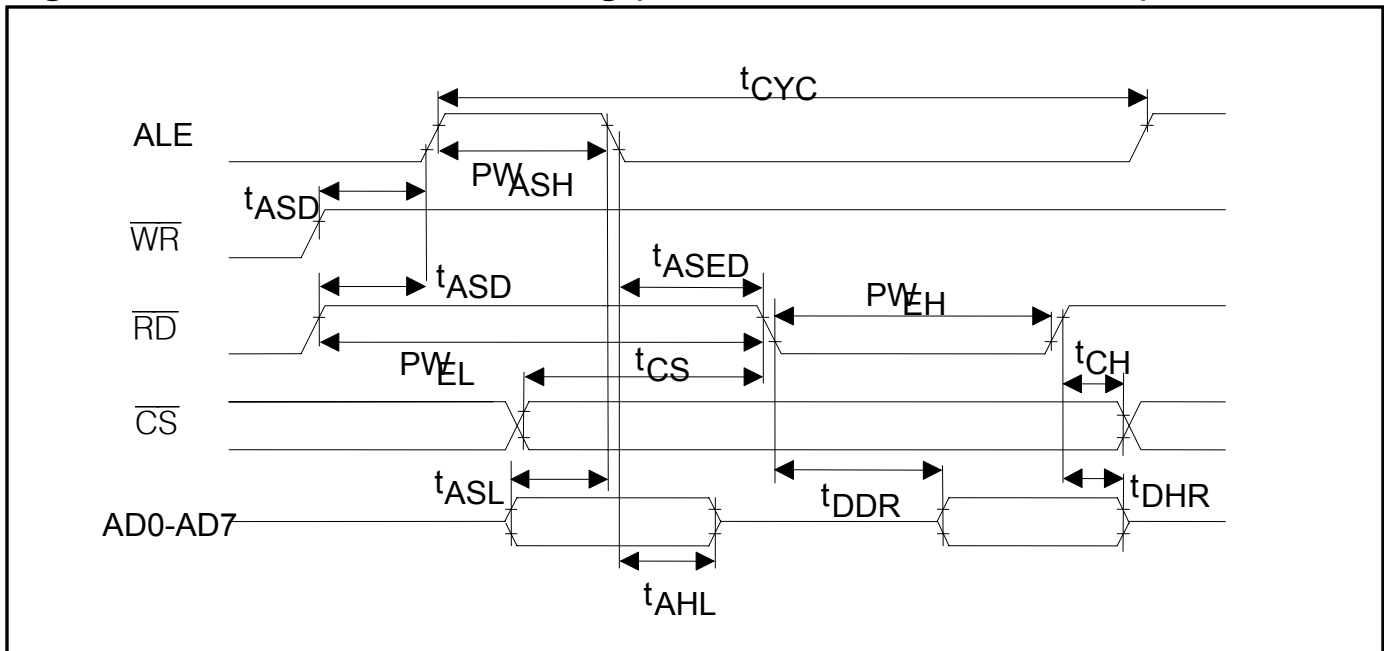 tCYC
ALE
PWASH
tASD
WR
tASED
tASD
PWEH
RD
tCS
tCH
PWEL
CS
tASL
tDDR
tDHR
AD0-AD7
tAHL